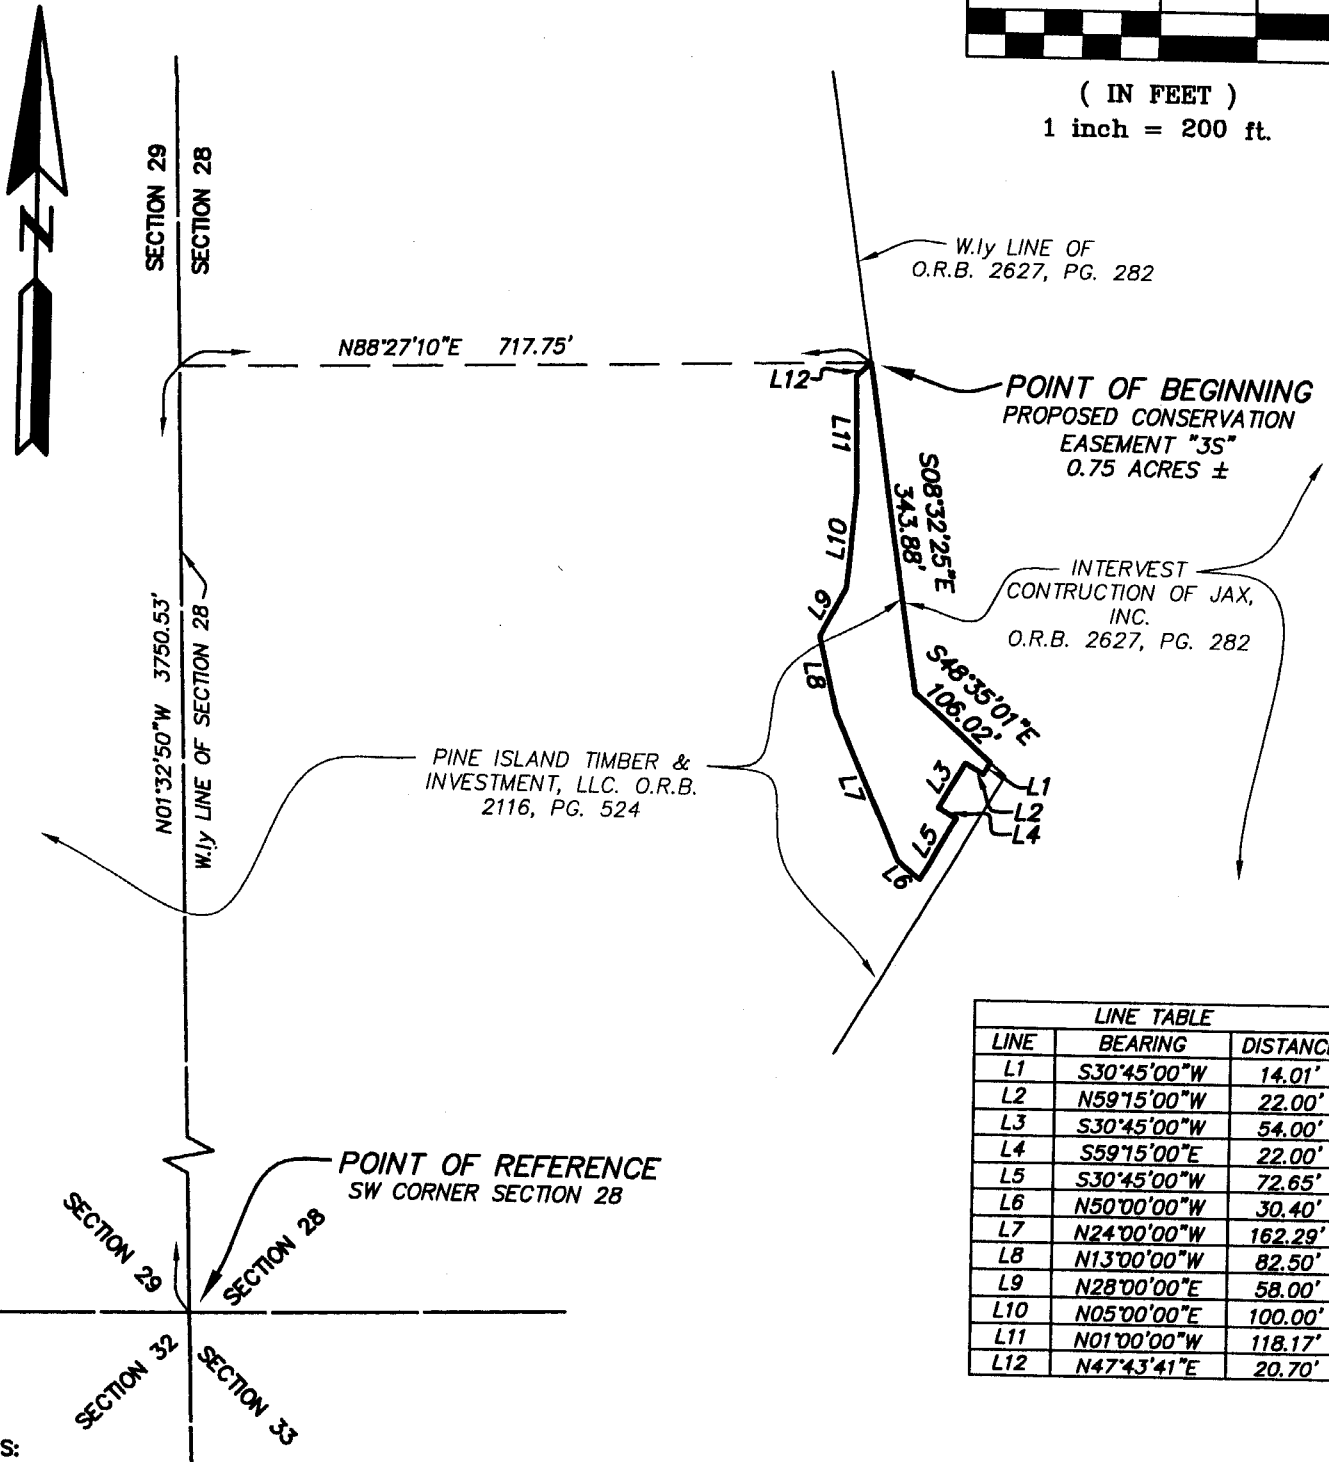 ( IN FEET )
1 inch = 200 ft.
N
SECTION 29
SECTION 28
W.ly LINE OF
O.R.B. 2627, PG. 282
N88°27'10"E 717.75'
L12
POINT OF BEGINNING
PROPOSED CONSERVATION
EASEMENT "3S"
0.75 ACRES ±
L11
S08°32'25"E
343.88'
L10
INTERVEST
CONTRUCTION OF JAX,
INC.
O.R.B. 2627, PG. 282
L9
N01°32'50"W 3750.53'
W.ly LINE OF SECTION 28
L8
S48°35'01"E
106.02'
PINE ISLAND TIMBER &
INVESTMENT, LLC. O.R.B.
2116, PG. 524
L7
L3
L1
L2
L4
L5
L6
POINT OF REFERENCE
SW CORNER SECTION 28
SECTION 29
SECTION 28
SECTION 32
SECTION 33
S:
LINE TABLE
LINE BEARING DISTANCE
L1 S30°45'00"W 14.01'
L2 N59°15'00"W 22.00'
L3 S30°45'00"W 54.00'
L4 S59°15'00"E 22.00'
L5 S30°45'00"W 72.65'
L6 N50°00'00"W 30.40'
L7 N24°00'00"W 162.29'
L8 N13°00'00"W 82.50'
L9 N28°00'00"E 58.00'
L10 N05°00'00"E 100.00'
L11 N01°00'00"W 118.17'
L12 N47°43'41"E 20.70'